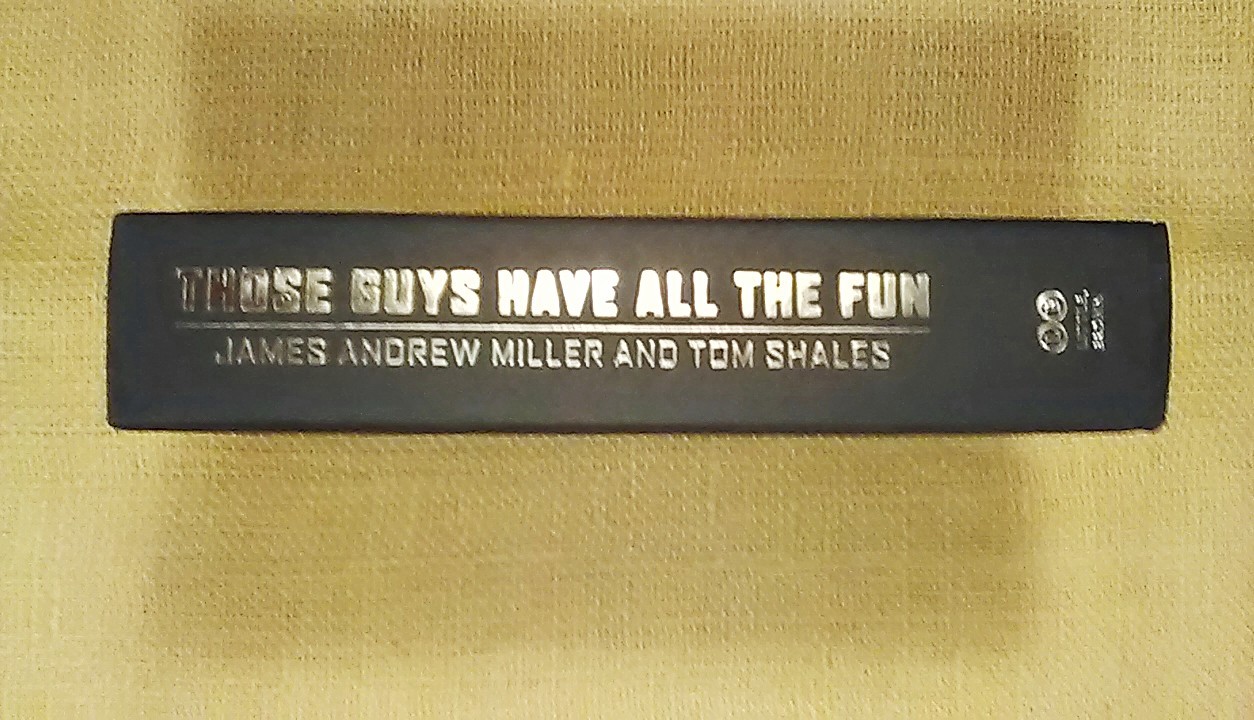 THOSE GUYS HAVE ALL THE FUN
JAMES ANDREW MILLER AND TOM SHALES